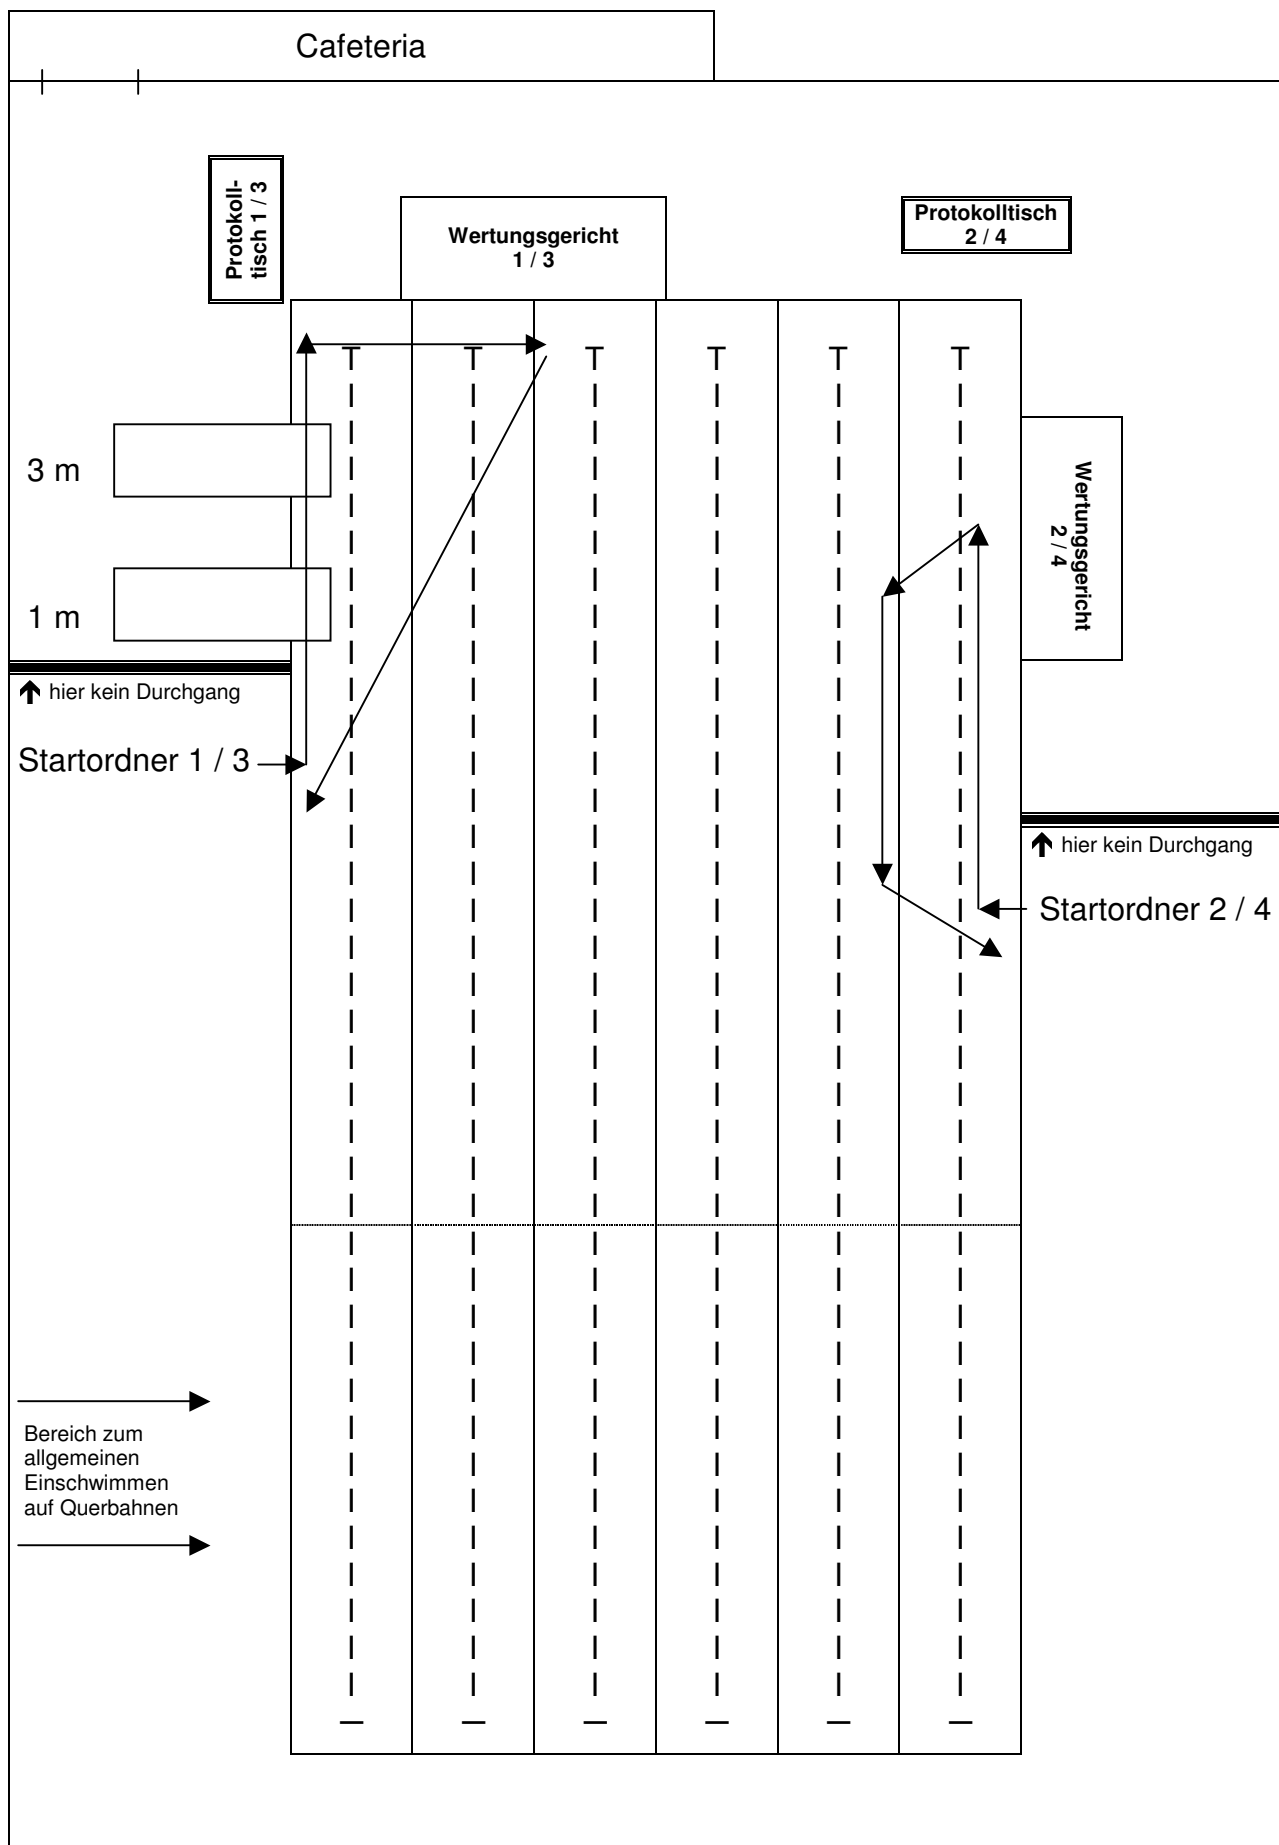 Cafeteria
Protokoll-
tisch 1 / 3
Wertungsgericht
1 / 3
Protokolltisch
2 / 4
3 m
Wertungsgericht
2 / 4
1 m
hier kein Durchgang
Startordner 1 / 3
hier kein Durchgang
Startordner 2 / 4
Bereich zum
allgemeinen
Einschwimmen
auf Querbahnen